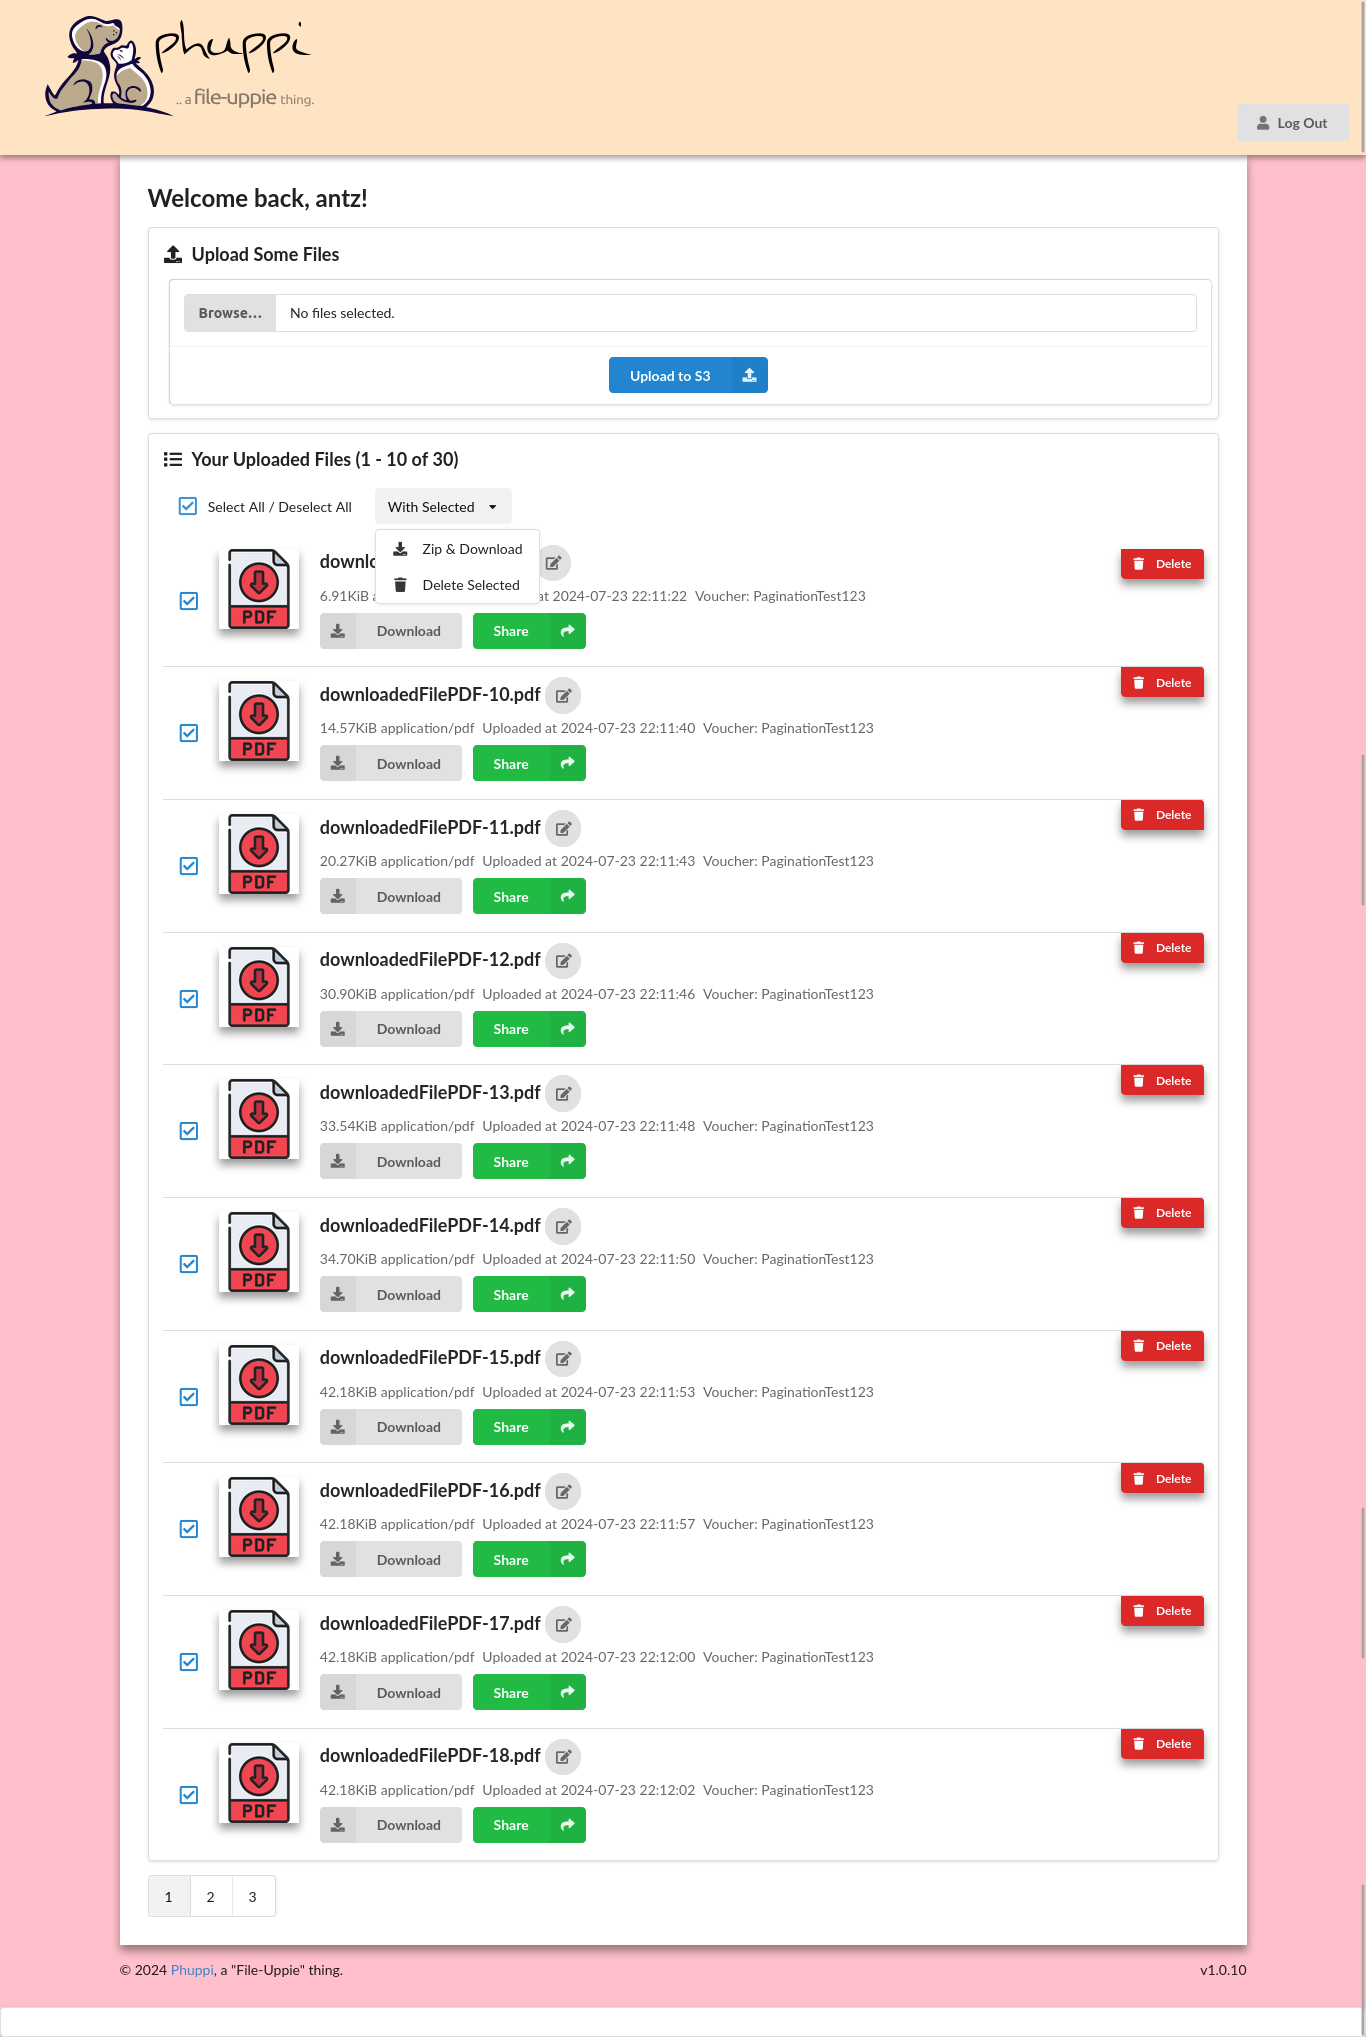 phuppi
.. a file-uppie thing.
Log Out
Welcome back, antz!
Upload Some Files
Browse... No files selected.
Upload to S3
Your Uploaded Files (1 - 10 of 30)
Select All / Deselect All With Selected
Zip & Download
Delete Selected
downlo
Delete
6.91KiB at 2024-07-23 22:11:22 Voucher: PaginationTest123
Download Share
PDF
downloadedFilePDF-10.pdf
Delete
14.57KiB application/pdf Uploaded at 2024-07-23 22:11:40 Voucher: PaginationTest123
Download Share
PDF
downloadedFilePDF-11.pdf
Delete
20.27KiB application/pdf Uploaded at 2024-07-23 22:11:43 Voucher: PaginationTest123
Download Share
PDF
downloadedFilePDF-12.pdf
Delete
30.90KiB application/pdf Uploaded at 2024-07-23 22:11:46 Voucher: PaginationTest123
Download Share
PDF
downloadedFilePDF-13.pdf
Delete
33.54KiB application/pdf Uploaded at 2024-07-23 22:11:48 Voucher: PaginationTest123
Download Share
PDF
downloadedFilePDF-14.pdf
Delete
34.70KiB application/pdf Uploaded at 2024-07-23 22:11:50 Voucher: PaginationTest123
Download Share
PDF
downloadedFilePDF-15.pdf
Delete
42.18KiB application/pdf Uploaded at 2024-07-23 22:11:53 Voucher: PaginationTest123
Download Share
PDF
downloadedFilePDF-16.pdf
Delete
42.18KiB application/pdf Uploaded at 2024-07-23 22:11:57 Voucher: PaginationTest123
Download Share
PDF
downloadedFilePDF-17.pdf
Delete
42.18KiB application/pdf Uploaded at 2024-07-23 22:12:00 Voucher: PaginationTest123
Download Share
PDF
downloadedFilePDF-18.pdf
Delete
42.18KiB application/pdf Uploaded at 2024-07-23 22:12:02 Voucher: PaginationTest123
Download Share
PDF
1 2 3
© 2024 Phuppi, a "File-Uppie" thing. v1.0.10